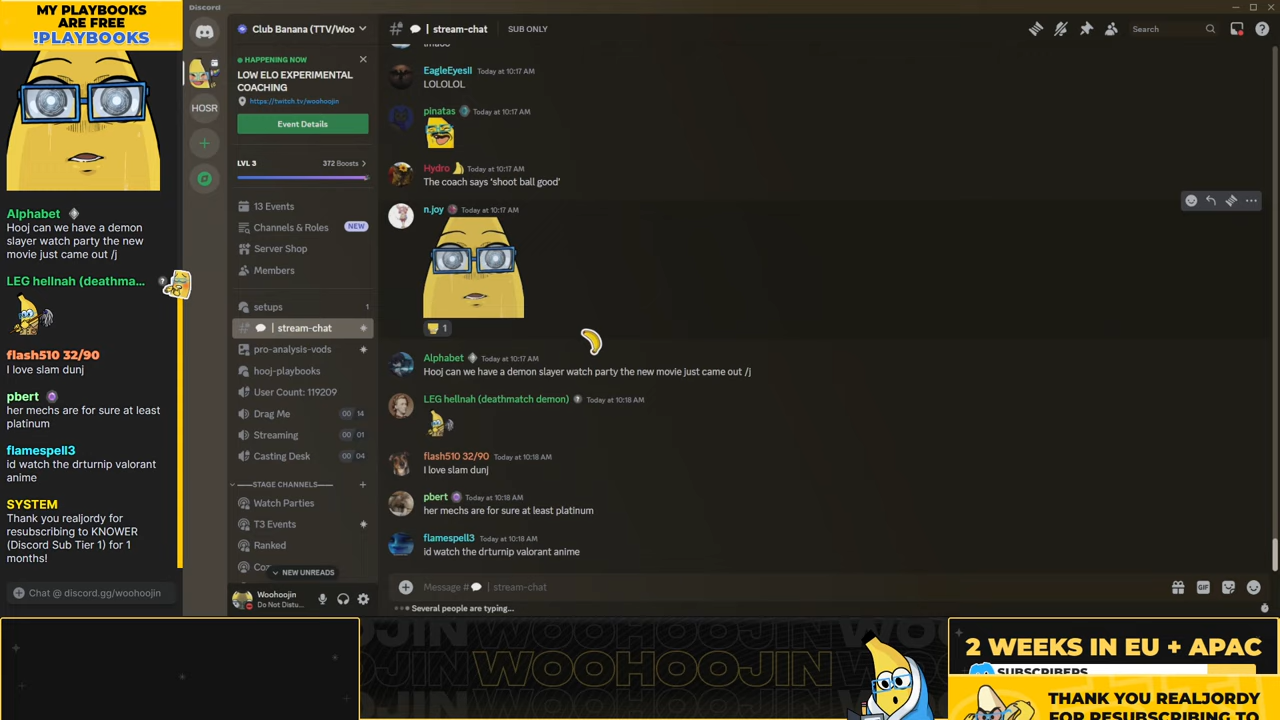 MY PLAYBOOKS
ARE FREE
!PLAYBOOKS
Alphabet
Hooj can we have a demon
slayer watch party the new
movie just came out /j
LEG hellnah (deathma...
flash510 32/90
I love slam dunj
pbert
her mechs are for sure at least
platinum
flamespell3
id watch the drturnip valorant
anime
SYSTEM
Thank you realjordy for
resubscribing to KNOWER
(Discord Sub Tier 1) for 1
months!
Chat @ discord.gg/woohoojin
Discord
HOSR
Club Banana (TTV/Woo
HAPPENING NOW
LOW ELO EXPERIMENTAL
COACHING
https://twitch.tv/woohoojin
Event Details
LVL 3
372 Boosts
13 Events
Channels & Roles
NEW
Server Shop
Members
setups
1
| stream-chat
pro-analysis-vods
hooj-playbooks
User Count: 119209
Drag Me
00 14
Streaming
00 01
Casting Desk
00 04
——STAGE CHANNELS——
Watch Parties
T3 Events
Ranked
NEW UNREADS
Woohoojin
Do Not Distu...
| stream-chat
SUB ONLY
Search
EagleEyesII Today at 10:17 AM
LOLOLOL
pinatas Today at 10:17 AM
Hydro Today at 10:17 AM
The coach says 'shoot ball good'
n.joy Today at 10:17 AM
1
Alphabet Today at 10:17 AM
Hooj can we have a demon slayer watch party the new movie just came out /j
LEG hellnah (deathmatch demon) Today at 10:18 AM
flash510 32/90 Today at 10:18 AM
I love slam dunj
pbert Today at 10:18 AM
her mechs are for sure at least platinum
flamespell3 Today at 10:18 AM
id watch the drturnip valorant anime
Message # | stream-chat
Several people are typing...
WOOHOOJIN
2 WEEKS IN EU + APAC
SUBSCRIBERS
THANK YOU REALJORDY
FOR RESUBSCRIBING TO